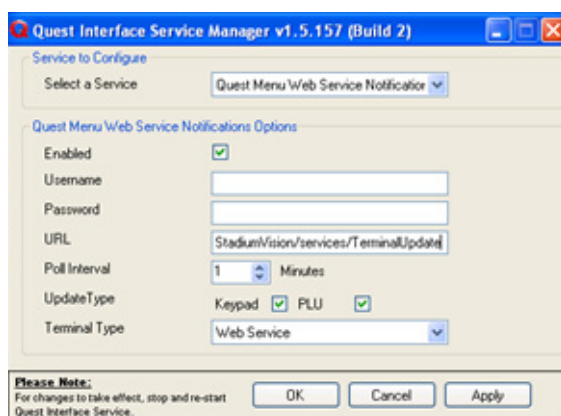 Quest Interface Service Manager v1.5.157 (Build 2)
Service to Configure
Select a Service Quest Menu Web Service Notification
Quest Menu Web Service Notifications Options
Enabled
Username
Password
URL StadiumVision/services/TerminalUpdate
Poll Interval 1 Minutes
UpdateType Keypad PLU
Terminal Type Web Service
Please Note:
For changes to take effect, stop and re-start
Quest Interface Service.
OK Cancel Apply